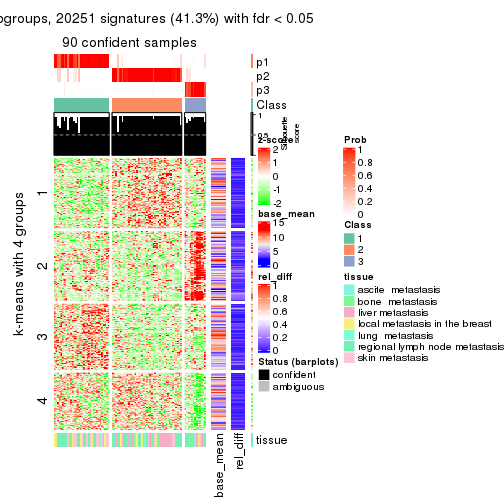 ogroups, 20251 signatures (41.3%) with fdr < 0.05
90 confident samples
p1
p2
p3
Class
1
0.5
Silhouette
score
k-means with 4 groups
1
2
3
4
tissue
base_mean
rel_diff
z-score
2
1
0
-1
-2
base_mean
15
10
5
0
rel_diff
1
0.8
0.6
0.4
0.2
0
Status (barplots)
confident
ambiguous
Prob
1
0.8
0.6
0.4
0.2
0
Class
1
2
3
tissue
ascite metastasis
bone metastasis
liver metastasis
local metastasis in the breast
lung metastasis
regional lymph node metastasis
skin metastasis